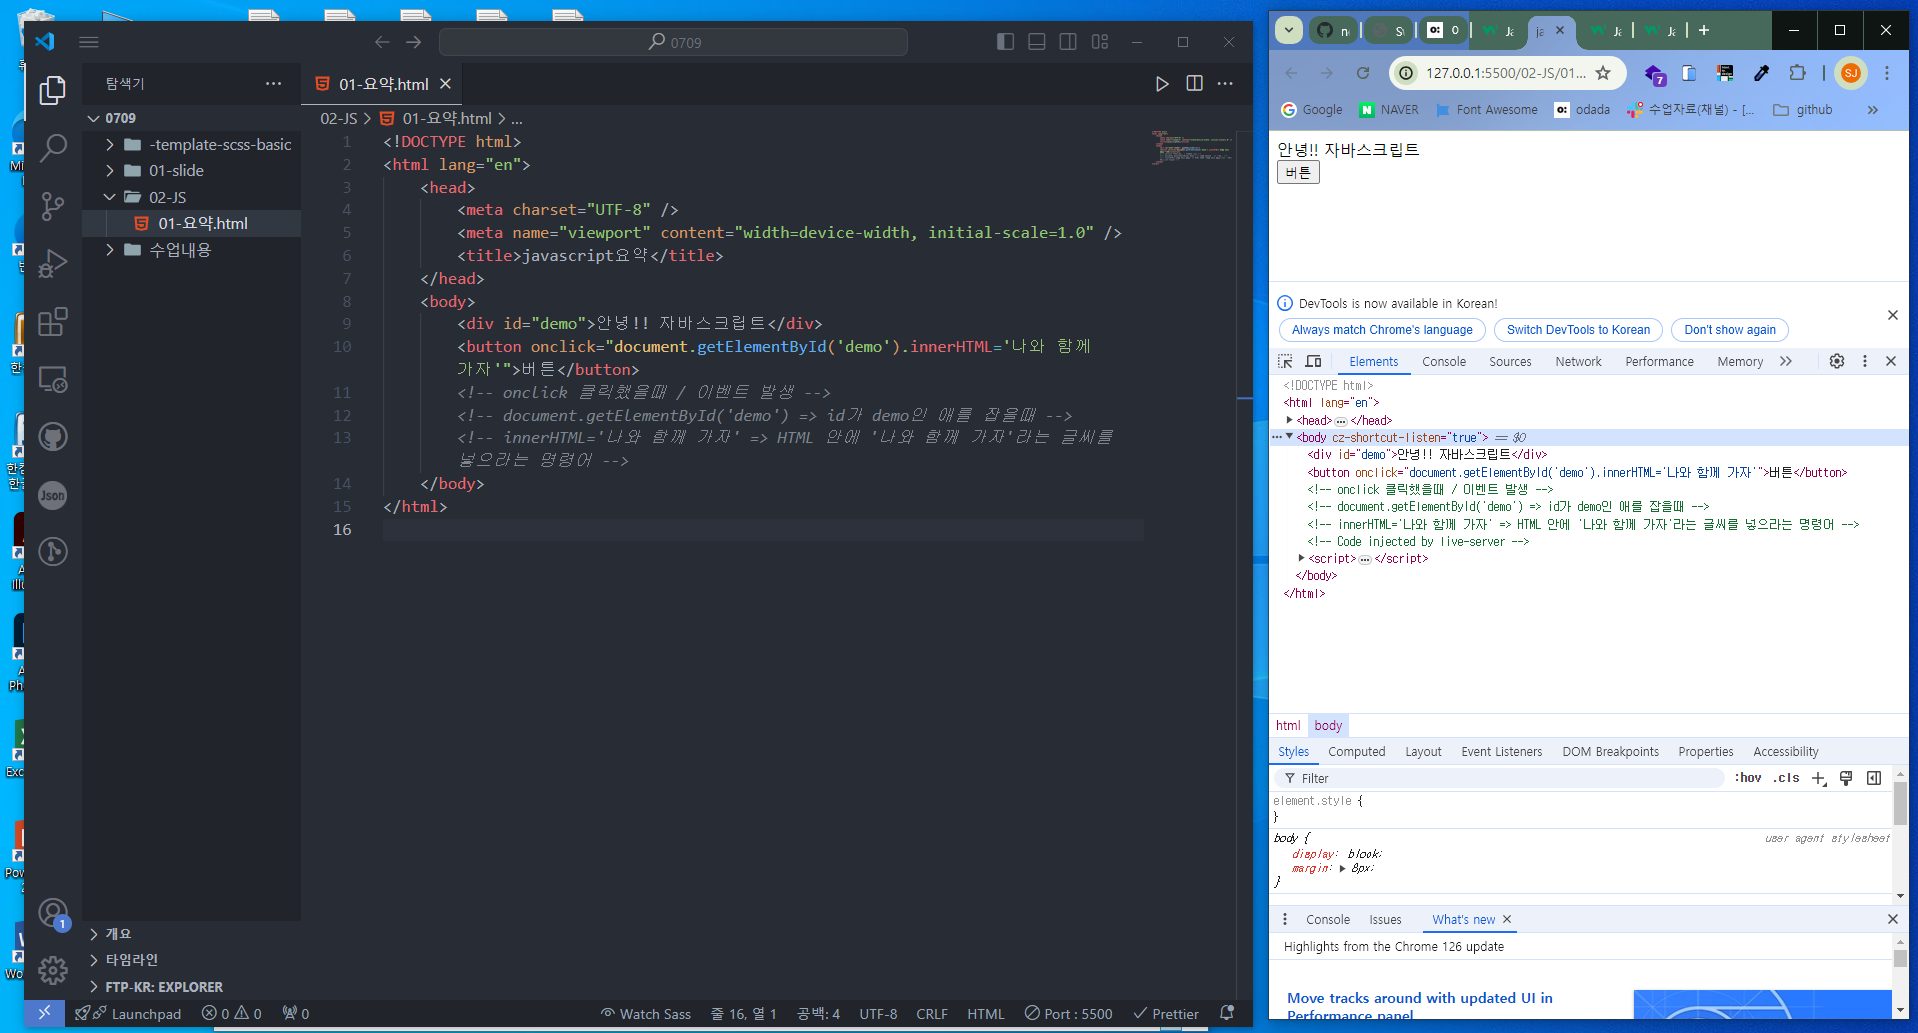 0709
탐색기
0709
-template-scss-basic
01-slide
02-JS
01-요약.html
수업내용
개요
타임라인
FTP-KR: EXPLORER
01-요약.html
02-JS > 01-요약.html > ...
1 <!DOCTYPE html>
2 <html lang="en">
3 <head>
4 <meta charset="UTF-8" />
5 <meta name="viewport" content="width=device-width, initial-scale=1.0" />
6 <title>javascript요약</title>
7 </head>
8 <body>
9 <div id="demo">안녕!! 자바스크립트</div>
10 <button onclick="document.getElementById('demo').innerHTML='나와 함께
가자'">버튼</button>
11 <!-- onclick 클릭했을때 / 이벤트 발생 -->
12 <!-- document.getElementById('demo') => id가 demo인 애를 잡을때 -->
13 <!-- innerHTML='나와 함께 가자' => HTML 안에 '나와 함께 가자'라는 글씨를
넣으라는 명령어 -->
14 </body>
15 </html>
16
Json
1
Launchpad 0 0 0 Watch Sass 줄 16, 열 1 공백: 4 UTF-8 CRLF HTML Port : 5500 Prettier
127.0.0.1:5500/02-JS/01...
7
SJ
Google NAVER Font Awesome odada 수업자료(채널) - [... github
안녕!! 자바스크립트
버튼
DevTools is now available in Korean!
Always match Chrome's language Switch DevTools to Korean Don't show again
Elements Console Sources Network Performance Memory
<!DOCTYPE html>
<html lang="en">
<head> ... </head>
<body cz-shortcut-listen="true"> == $0
<div id="demo">안녕!! 자바스크립트</div>
<button onclick="document.getElementById('demo').innerHTML='나와 함께 가자'">버튼</button>
<!-- onclick 클릭했을때 / 이벤트 발생 -->
<!-- document.getElementById('demo') => id가 demo인 애를 잡을때 -->
<!-- innerHTML='나와 함께 가자' => HTML 안에 '나와 함께 가자'라는 글씨를 넣으라는 명령어 -->
<!-- Code injected by live-server -->
<script> ... </script>
</body>
</html>
html body
Styles Computed Layout Event Listeners DOM Breakpoints Properties Accessibility
Filter :hov .cls
element.style {
}
body { user agent stylesheet
display: block;
margin: 8px;
}
Console Issues What's new
Highlights from the Chrome 126 update
Move tracks around with updated UI in
Performance panel